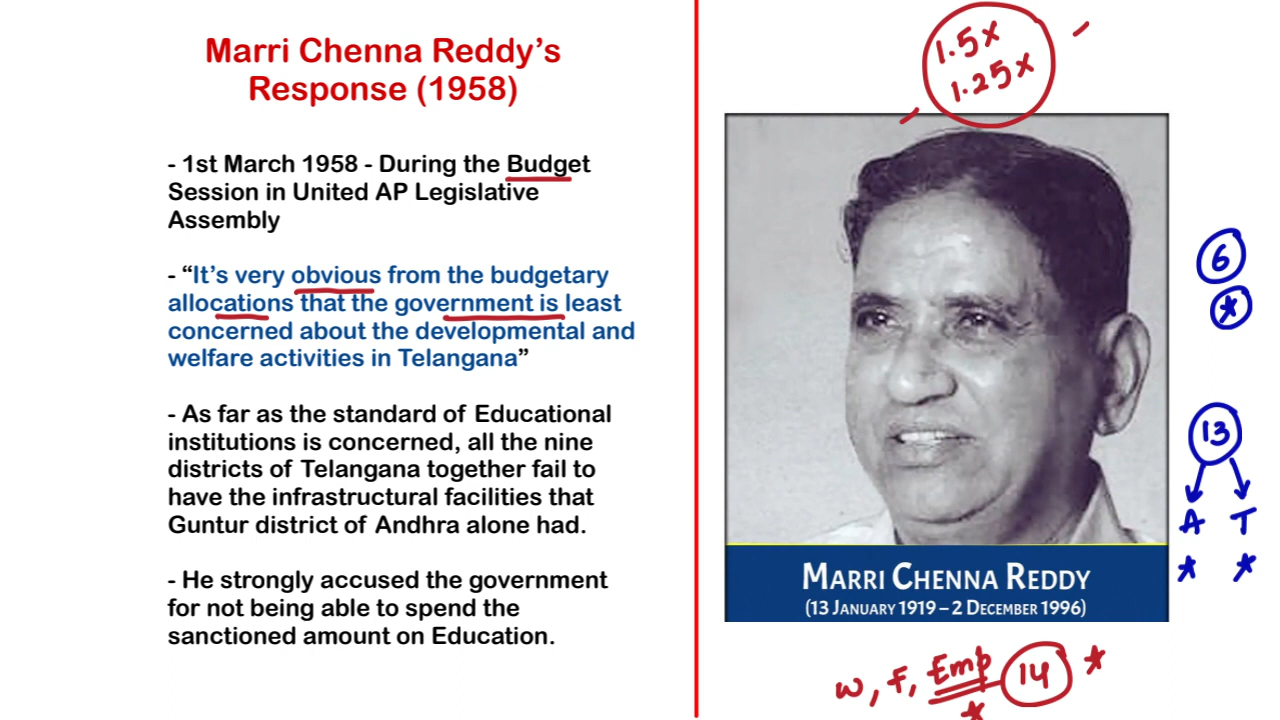 Marri Chenna Reddy’s
Response (1958)
- 1st March 1958 - During the Budget
Session in United AP Legislative
Assembly
- “It’s very obvious from the budgetary
allocations that the government is least
concerned about the developmental and
welfare activities in Telangana”
- As far as the standard of Educational
institutions is concerned, all the nine
districts of Telangana together fail to
have the infrastructural facilities that
Guntur district of Andhra alone had.
- He strongly accused the government
for not being able to spend the
sanctioned amount on Education.
1.5x
1.25x
MARRI CHENNA REDDY
(13 JANUARY 1919 – 2 DECEMBER 1996)
6
13
A T
W, F, Emp 14